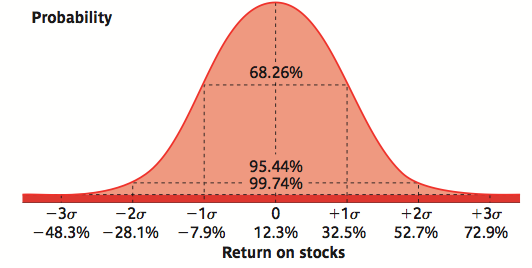 Probability
68.26%
95.44%
99.74%
−3σ −2σ −1σ 0 +1σ +2σ +3σ
−48.3% −28.1% −7.9% 12.3% 32.5% 52.7% 72.9%
Return on stocks